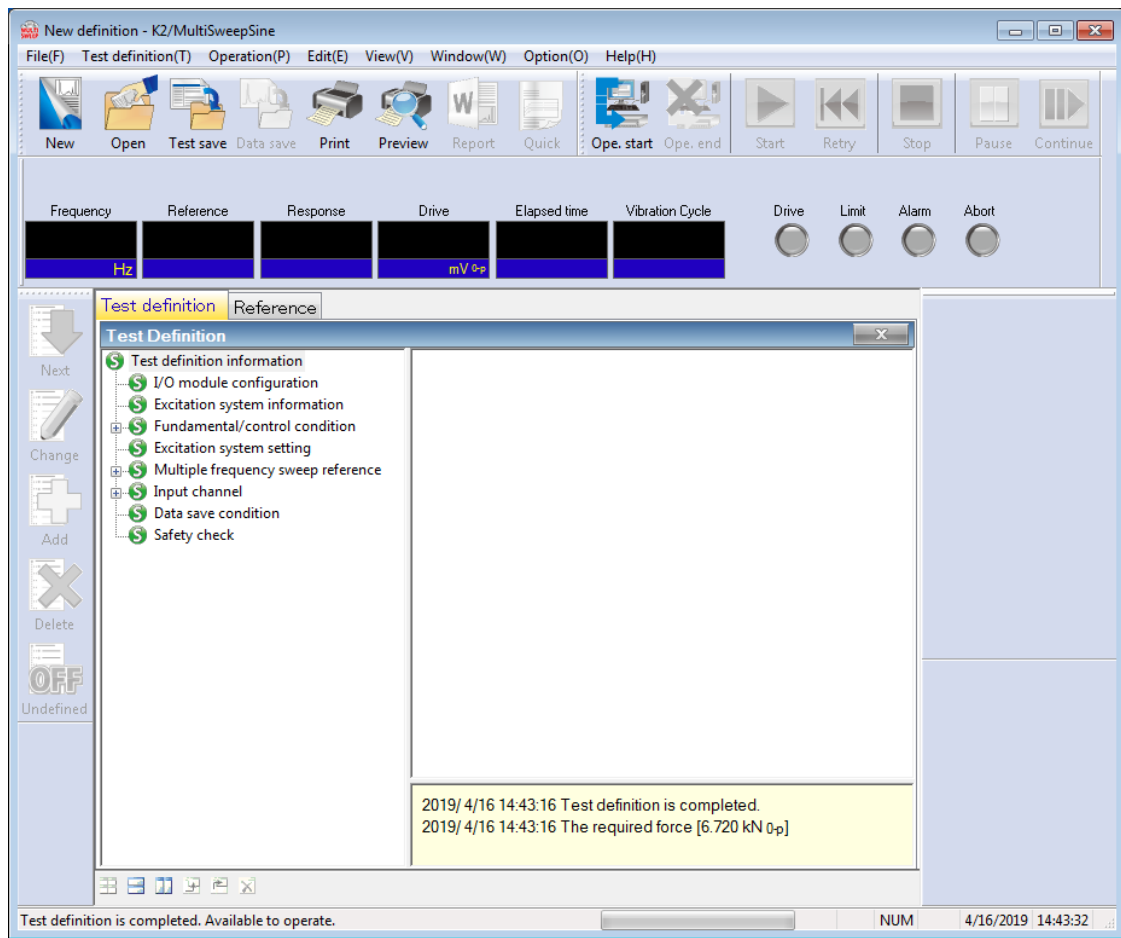 New definition - K2/MultiSweepSine
File(F) Test definition(T) Operation(P) Edit(E) View(V) Window(W) Option(O) Help(H)
New Open Test save Data save Print Preview Report Quick Ope. start Ope. end Start Retry Stop Pause Continue
Frequency Reference Response Drive Elapsed time Vibration Cycle Drive Limit Alarm Abort
Hz mV 0-p
Test definition Reference
Test Definition
Next
Change
Add
Delete
OFF
Undefined
Test definition information
I/O module configuration
Excitation system information
Fundamental/control condition
Excitation system setting
Multiple frequency sweep reference
Input channel
Data save condition
Safety check
2019/ 4/16 14:43:16 Test definition is completed.
2019/ 4/16 14:43:16 The required force [6.720 kN 0-p]
Test definition is completed. Available to operate. NUM 4/16/2019 14:43:32